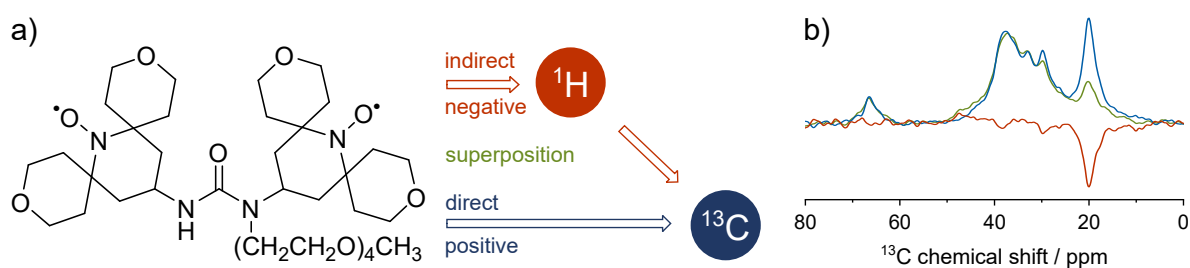 a)
O
O
•O
O•
N
N
O
O
O
N
N
H
(CH₂CH₂O)₄CH₃
indirect
negative
¹H
superposition
direct
positive
¹³C
b)
80 60 40 20 0
¹³C chemical shift / ppm